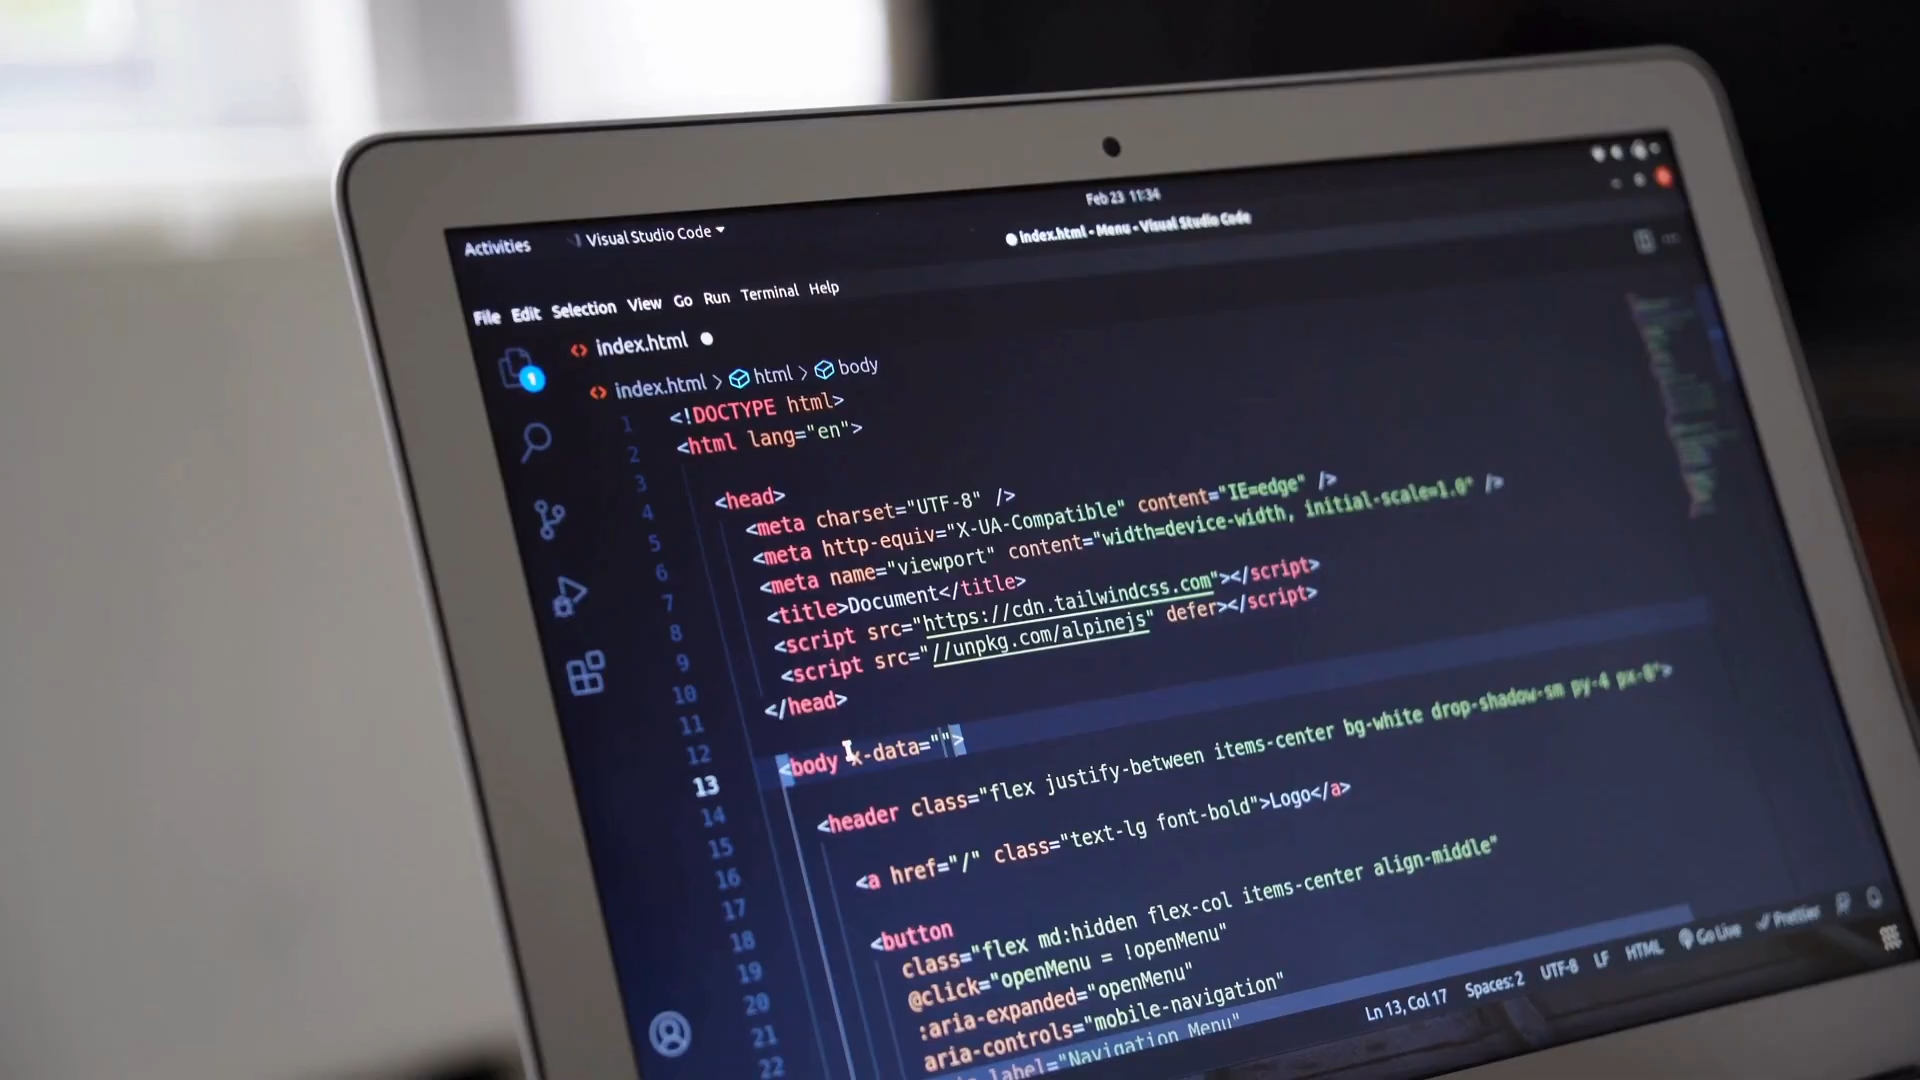 Feb 23 11:34
Activities Visual Studio Code
index.html - Menu - Visual Studio Code
File Edit Selection View Go Run Terminal Help
index.html
index.html > html > body
1 <!DOCTYPE html>
2 <html lang="en">
3
4 <head>
5 <meta charset="UTF-8" />
6 <meta http-equiv="X-UA-Compatible" content="IE=edge" />
7 <meta name="viewport" content="width=device-width, initial-scale=1.0" />
8 <title>Document</title>
9 <script src="https://cdn.tailwindcss.com"></script>
10 <script src="//unpkg.com/alpinejs" defer></script>
11 </head>
12
13 <body x-data="">
14
15 <header class="flex justify-between items-center bg-white drop-shadow-sm py-4 px-8">
16
17 <a href="/" class="text-lg font-bold">Logo</a>
18
19 <button
20 class="flex md:hidden flex-col items-center align-middle"
21 @click="openMenu = !openMenu"
22 :aria-expanded="openMenu"
aria-controls="mobile-navigation"
label="Navigation Menu"
Ln 13, Col 17 Spaces: 2 UTF-8 LF HTML Go Live Prettier
1